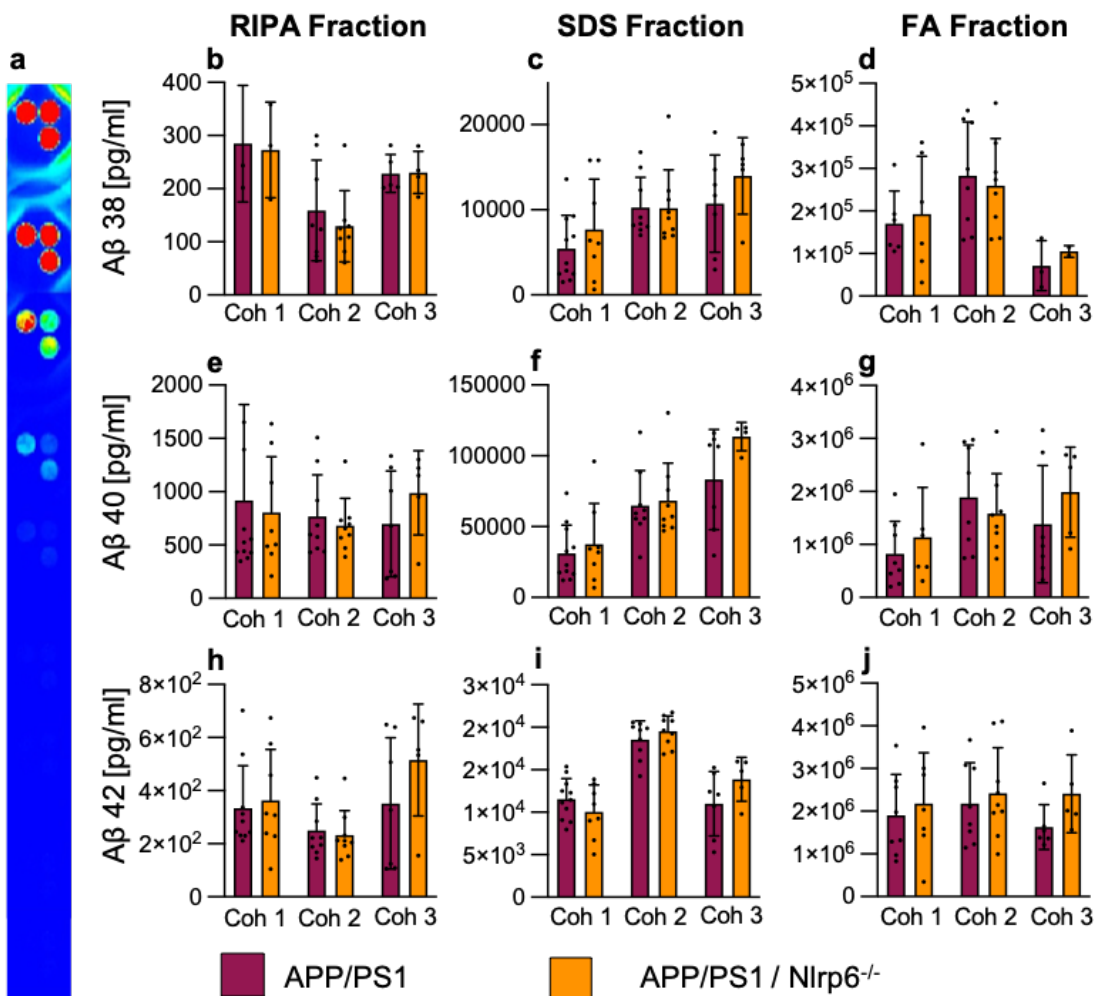 RIPA Fraction SDS Fraction FA Fraction
a b c d
Aβ 38 [pg/ml]
400 300 200 100 0
Coh 1 Coh 2 Coh 3
20000 10000 0
Coh 1 Coh 2 Coh 3
5×10⁵ 4×10⁵ 3×10⁵ 2×10⁵ 1×10⁵ 0
Coh 1 Coh 2 Coh 3
e f g
Aβ 40 [pg/ml]
2000 1500 1000 500 0
Coh 1 Coh 2 Coh 3
150000 100000 50000 0
Coh 1 Coh 2 Coh 3
4×10⁶ 3×10⁶ 2×10⁶ 1×10⁶ 0
Coh 1 Coh 2 Coh 3
h i j
Aβ 42 [pg/ml]
8×10² 6×10² 4×10² 2×10² 0
Coh 1 Coh 2 Coh 3
3×10⁴ 2×10⁴ 2×10⁴ 1×10⁴ 5×10³ 0
Coh 1 Coh 2 Coh 3
5×10⁶ 4×10⁶ 3×10⁶ 2×10⁶ 1×10⁶ 0
Coh 1 Coh 2 Coh 3
APP/PS1 APP/PS1 / Nlrp6⁻/⁻